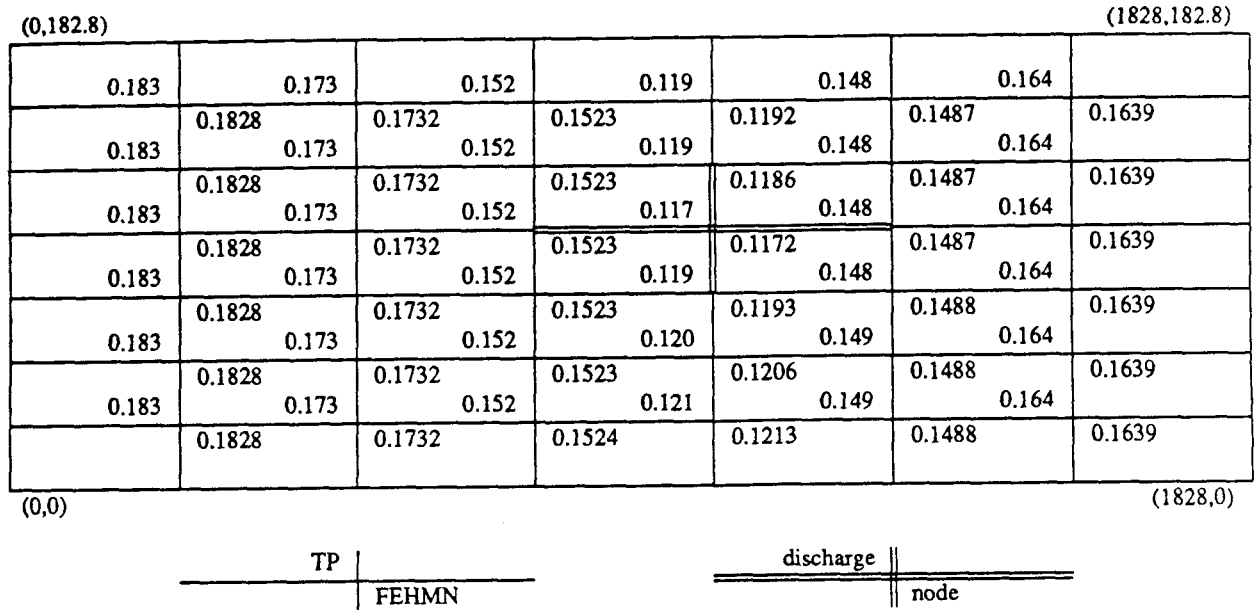 (0,182.8) (1828,182.8)
0.183 0.173 0.152 0.119 0.148 0.164
0.1828 0.1732 0.1523 0.1192 0.1487 0.1639
0.183 0.173 0.152 0.119 0.148 0.164
0.1828 0.1732 0.1523 0.1186 0.1487 0.1639
0.183 0.173 0.152 0.117 0.148 0.164
0.1828 0.1732 0.1523 0.1172 0.1487 0.1639
0.183 0.173 0.152 0.119 0.148 0.164
0.1828 0.1732 0.1523 0.1193 0.1488 0.1639
0.183 0.173 0.152 0.120 0.149 0.164
0.1828 0.1732 0.1523 0.1206 0.1488 0.1639
0.183 0.173 0.152 0.121 0.149 0.164
0.1828 0.1732 0.1524 0.1213 0.1488 0.1639
(0,0) (1828,0)
TP discharge
FEHMN node